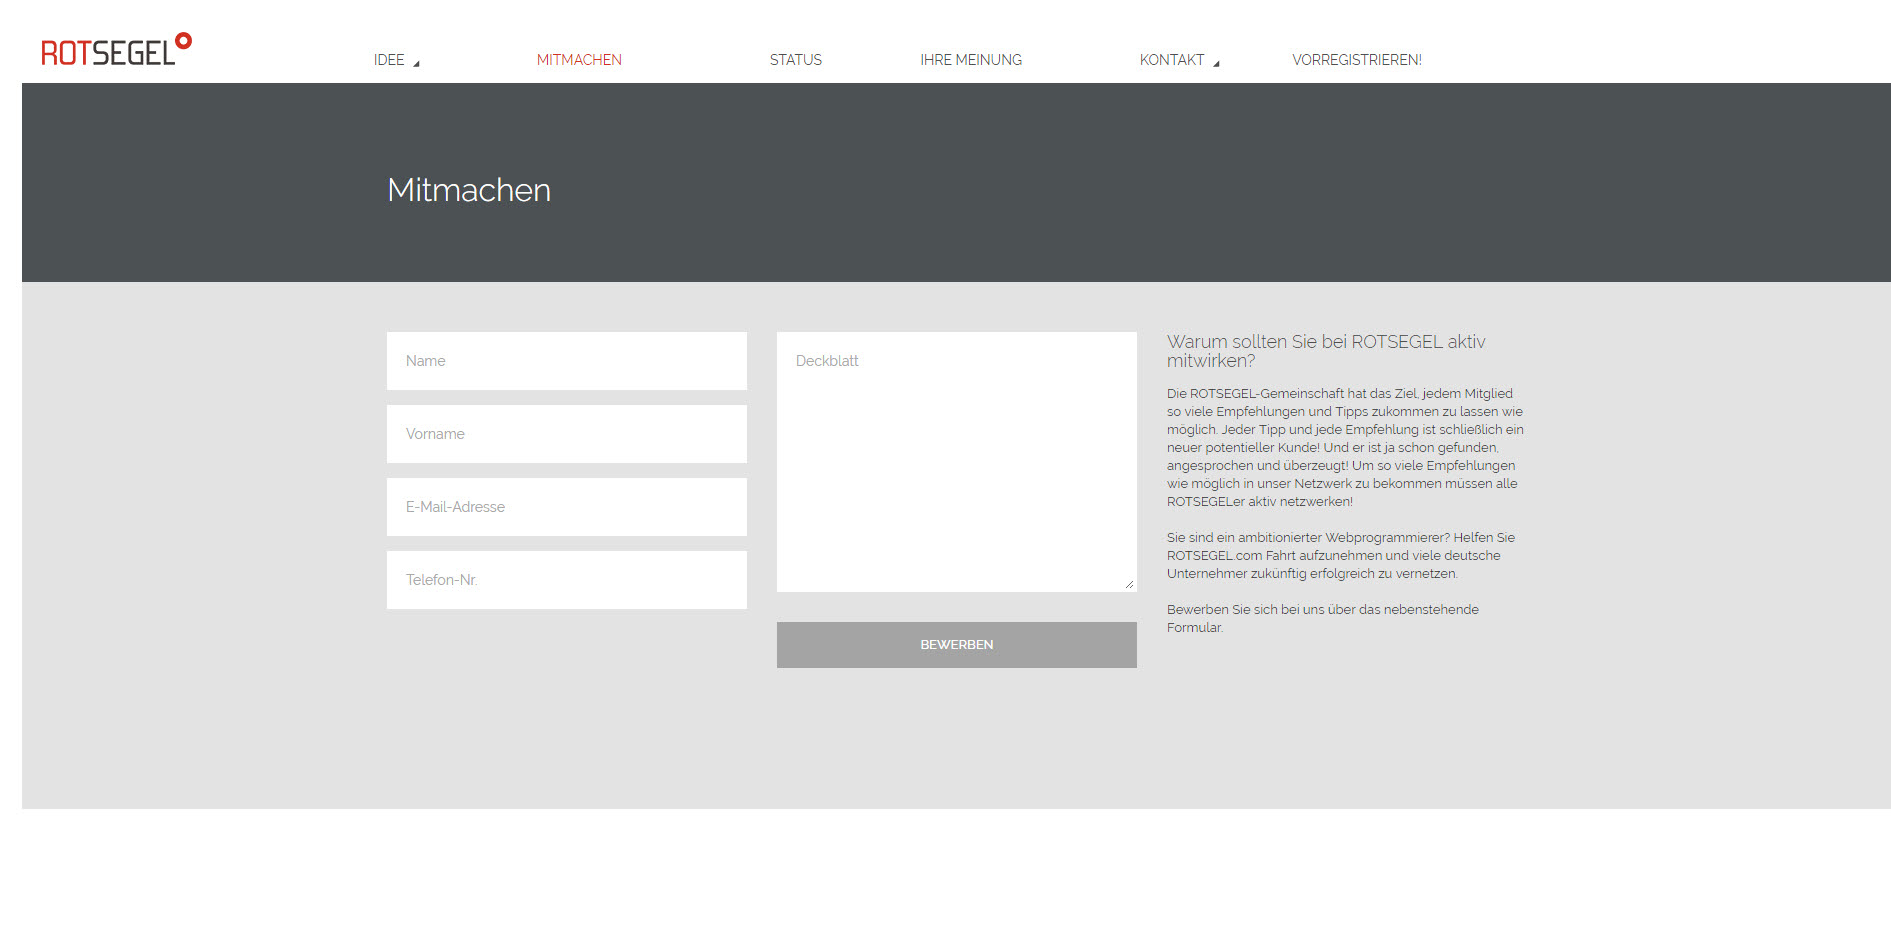 ROTSEGEL
IDEE
MITMACHEN
STATUS
IHRE MEINUNG
KONTAKT
VORREGISTRIEREN!
Mitmachen
Name
Vorname
E-Mail-Adresse
Telefon-Nr.
Deckblatt
BEWERBEN
Warum sollten Sie bei ROTSEGEL aktiv
mitwirken?
Die ROTSEGEL-Gemeinschaft hat das Ziel, jedem Mitglied
so viele Empfehlungen und Tipps zukommen zu lassen wie
möglich. Jeder Tipp und jede Empfehlung ist schließlich ein
neuer potentieller Kunde! Und er ist ja schon gefunden,
angesprochen und überzeugt! Um so viele Empfehlungen
wie möglich in unser Netzwerk zu bekommen müssen alle
ROTSEGELer aktiv netzwerken!
Sie sind ein ambitionierter Webprogrammierer? Helfen Sie
ROTSEGEL.com Fahrt aufzunehmen und viele deutsche
Unternehmer zukünftig erfolgreich zu vernetzen.
Bewerben Sie sich bei uns über das nebenstehende
Formular.